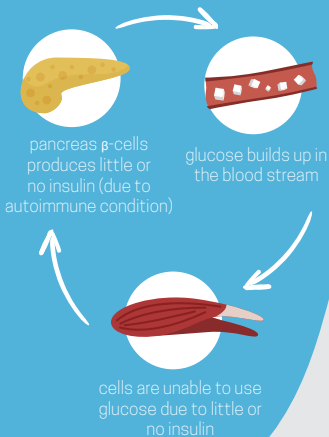 pancreas β-cells
produces little or
no insulin (due to
autoimmune condition)
glucose builds up in
the blood stream
cells are unable to use
glucose due to little or
no insulin